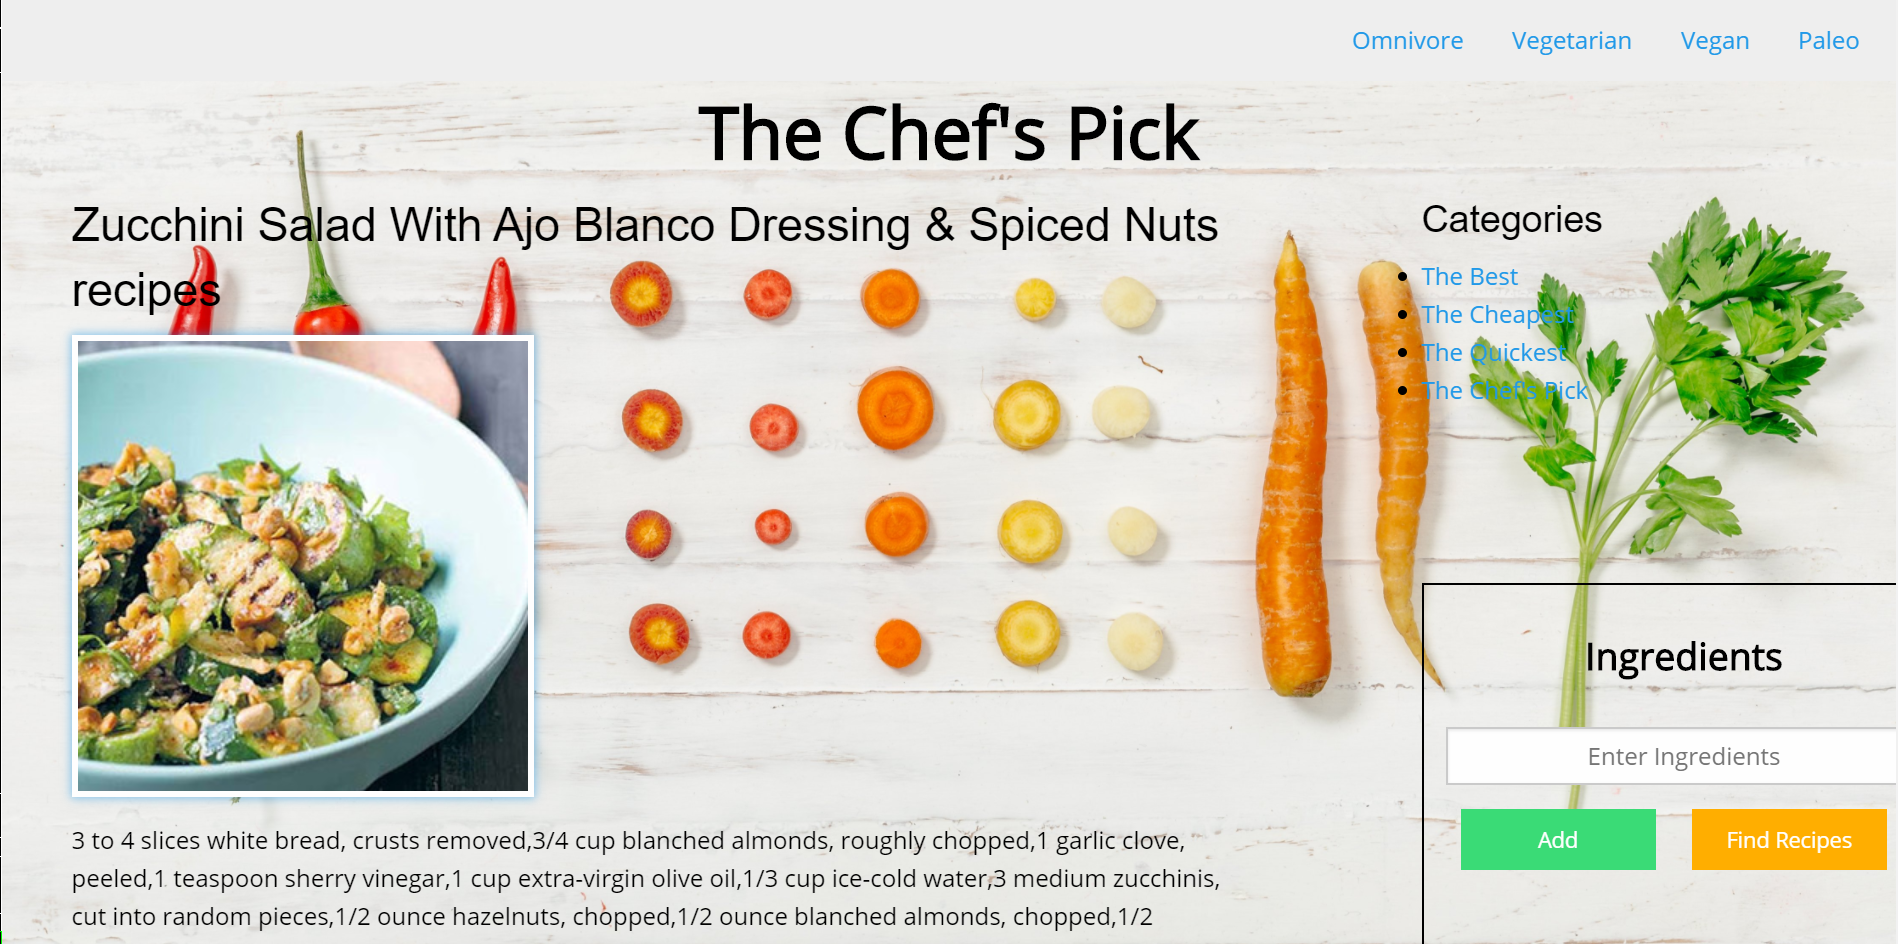 Omnivore Vegetarian Vegan Paleo
The Chef's Pick
Zucchini Salad With Ajo Blanco Dressing & Spiced Nuts
recipes
3 to 4 slices white bread, crusts removed,3/4 cup blanched almonds, roughly chopped,1 garlic clove,
peeled,1 teaspoon sherry vinegar,1 cup extra-virgin olive oil,1/3 cup ice-cold water,3 medium zucchinis,
cut into random pieces,1/2 ounce hazelnuts, chopped,1/2 ounce blanched almonds, chopped,1/2
Categories
The Best
The Cheapest
The Quickest
The Chef's Pick
Ingredients
Enter Ingredients
Add
Find Recipes